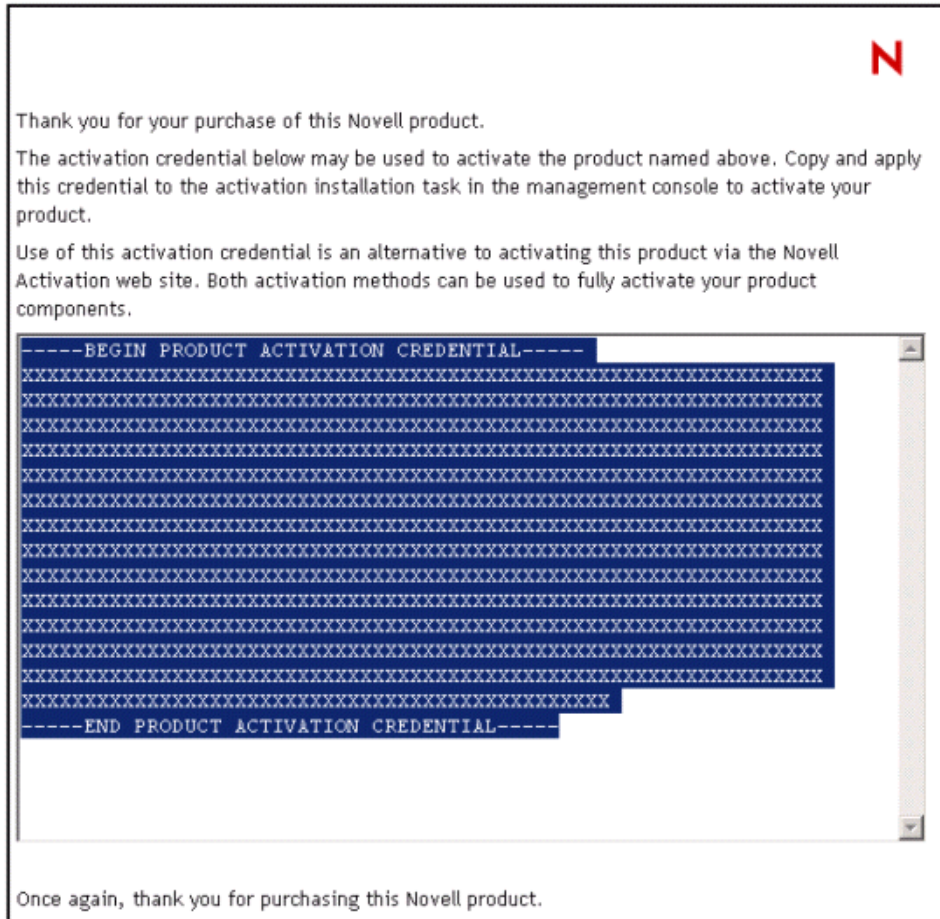 N
Thank you for your purchase of this Novell product.
The activation credential below may be used to activate the product named above. Copy and apply
this credential to the activation installation task in the management console to activate your
product.
Use of this activation credential is an alternative to activating this product via the Novell
Activation web site. Both activation methods can be used to fully activate your product
components.
-----BEGIN PRODUCT ACTIVATION CREDENTIAL-----
XXXXXXXXXXXXXXXXXXXXXXXXXXXXXXXXXXXXXXXXXXXXXXXXXXXXXXXXXXXXXXXX
XXXXXXXXXXXXXXXXXXXXXXXXXXXXXXXXXXXXXXXXXXXXXXXXXXXXXXXXXXXXXXXX
XXXXXXXXXXXXXXXXXXXXXXXXXXXXXXXXXXXXXXXXXXXXXXXXXXXXXXXXXXXXXXXX
XXXXXXXXXXXXXXXXXXXXXXXXXXXXXXXXXXXXXXXXXXXXXXXXXXXXXXXXXXXXXXXX
XXXXXXXXXXXXXXXXXXXXXXXXXXXXXXXXXXXXXXXXXXXXXXXXXXXXXXXXXXXXXXXX
XXXXXXXXXXXXXXXXXXXXXXXXXXXXXXXXXXXXXXXXXXXXXXXXXXXXXXXXXXXXXXXX
XXXXXXXXXXXXXXXXXXXXXXXXXXXXXXXXXXXXXXXXXXXXXXXXXXXXXXXXXXXXXXXX
XXXXXXXXXXXXXXXXXXXXXXXXXXXXXXXXXXXXXXXXXXXXXXXXXXXXXXXXXXXXXXXX
XXXXXXXXXXXXXXXXXXXXXXXXXXXXXXXXXXXXXXXXXXXXXXXXXXXXXXXXXXXXXXXX
XXXXXXXXXXXXXXXXXXXXXXXXXXXXXXXXXXXXXXXXXXXXXXXXXXXXXXXXXXXXXXXX
XXXXXXXXXXXXXXXXXXXXXXXXXXXXXXXXXXXXXXXXXXXXXXXXXXXXXXXXXXXXXXXX
XXXXXXXXXXXXXXXXXXXXXXXXXXXXXXXXXXXXXXXXXXXXXXXXXXXXXXXXXXXXXXXX
XXXXXXXXXXXXXXXXXXXXXXXXXXXXXXXXXXXXXXXXXXXXXXXXXXXXXXXXXXXXXXXX
XXXXXXXXXXXXXXXXXXXXXXXXXXXXXXXXXXXXXXXXXXXXXXX
-----END PRODUCT ACTIVATION CREDENTIAL-----
Once again, thank you for purchasing this Novell product.